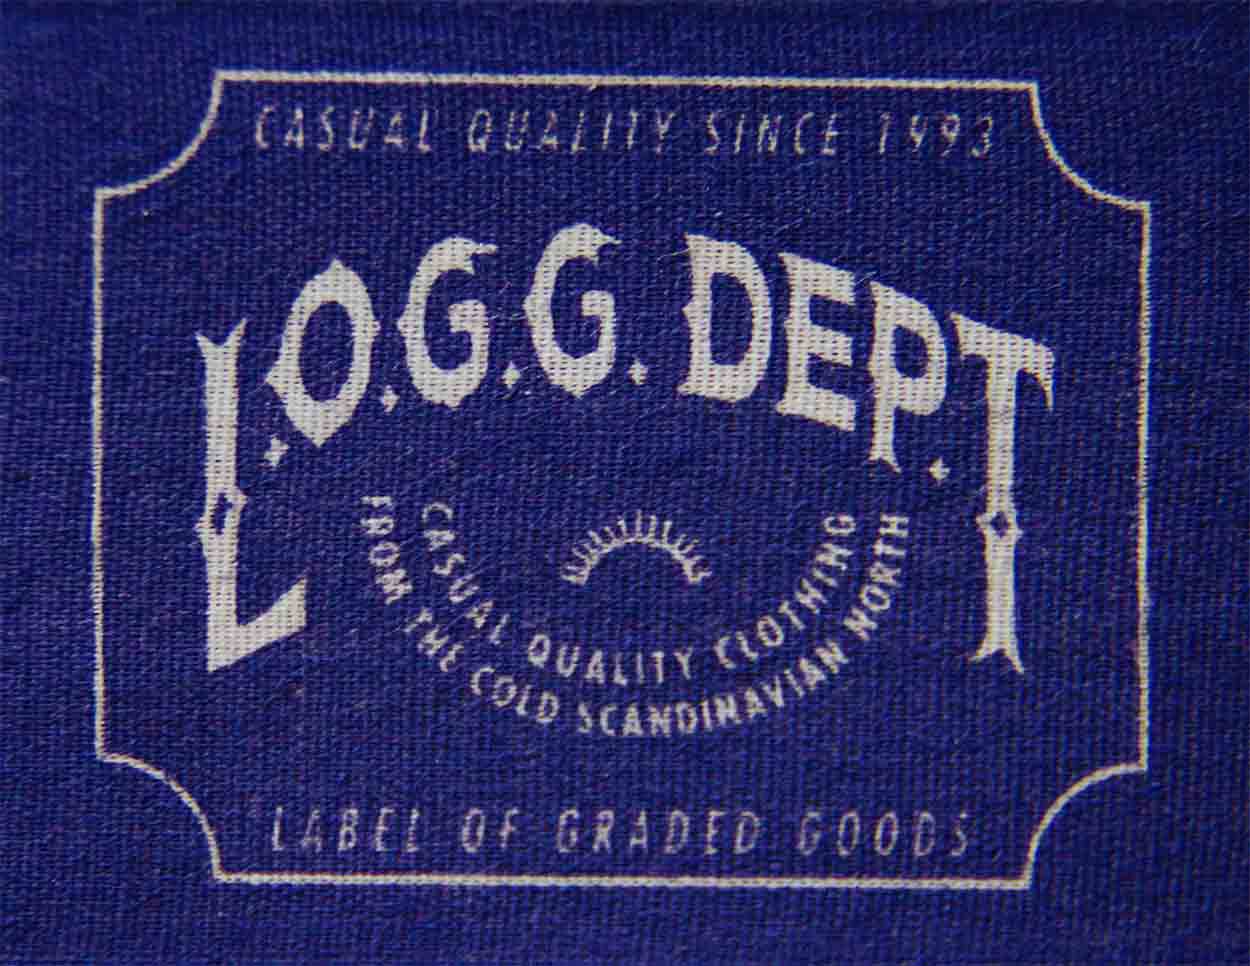 CASUAL QUALITY SINCE 1993
L.O.G.G. DEPT.
CASUAL QUALITY CLOTHING
FROM THE COLD SCANDINAVIAN NORTH
LABEL OF GRADED GOODS